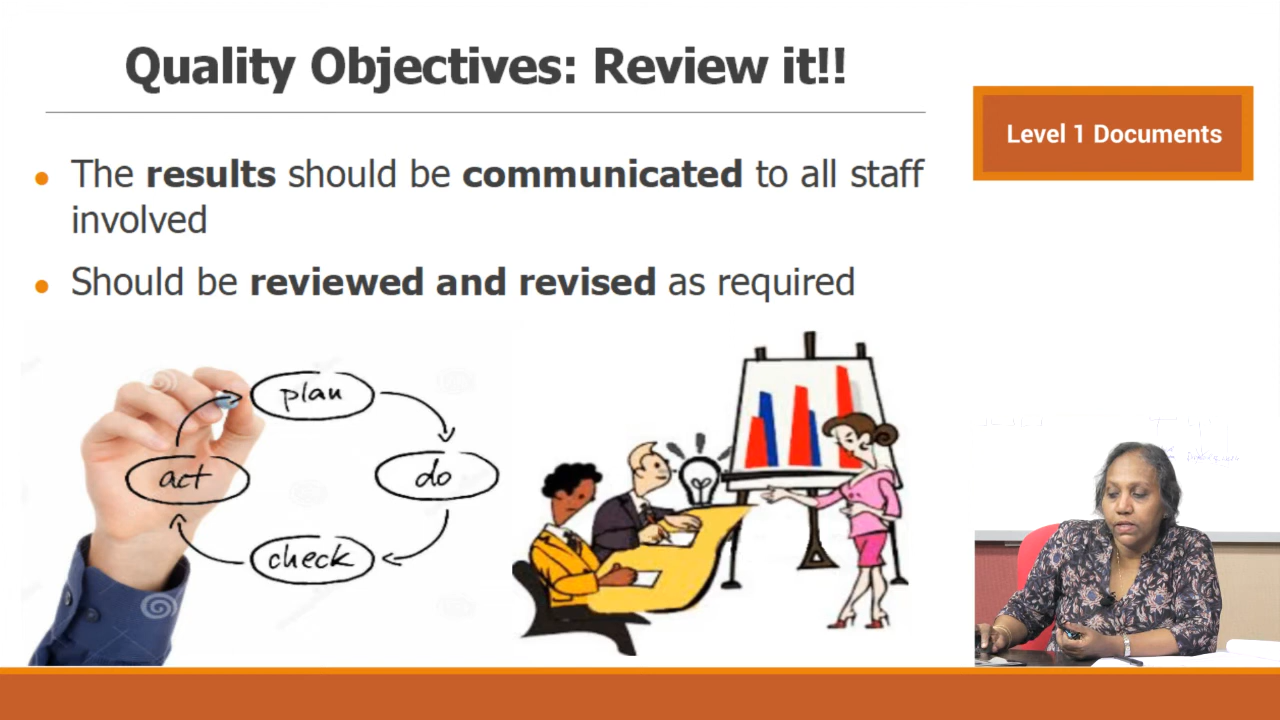 Quality Objectives: Review it!!
Level 1 Documents
• The results should be communicated to all staff
involved
• Should be reviewed and revised as required
plan
act
do
check